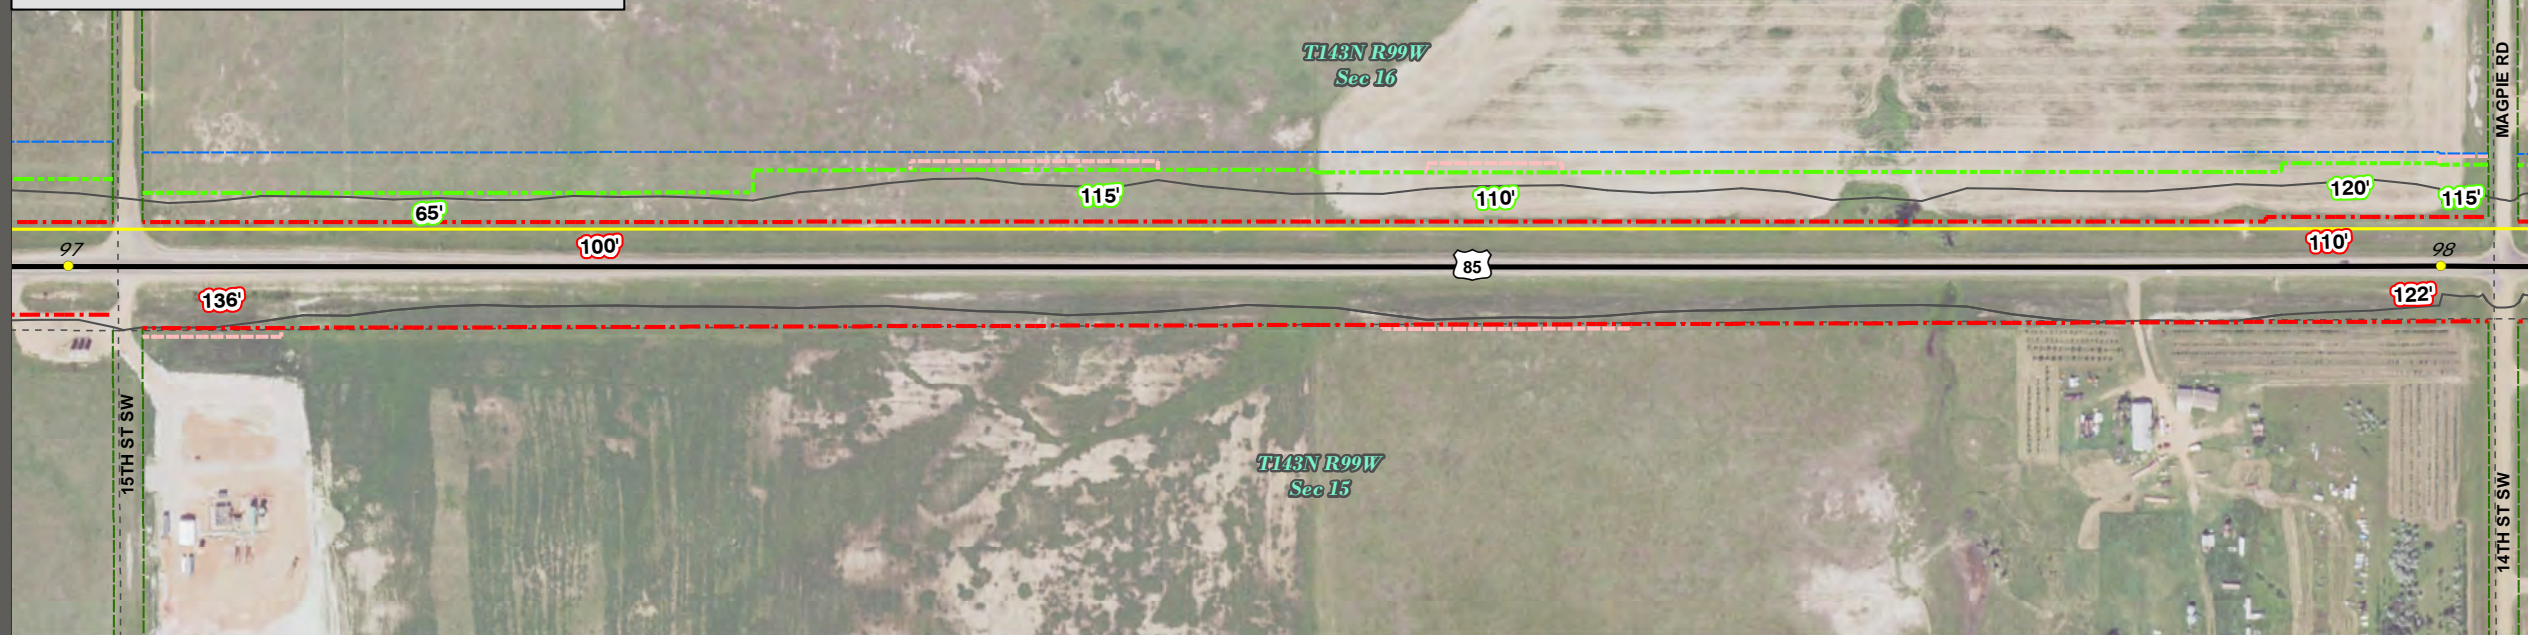 T143N R99W
Sec 16
MAGPIE RD
115'
110'
120'
115'
65'
97
100'
110'
98
85
136'
122'
15TH ST SW
T143N R99W
Sec 15
14TH ST SW